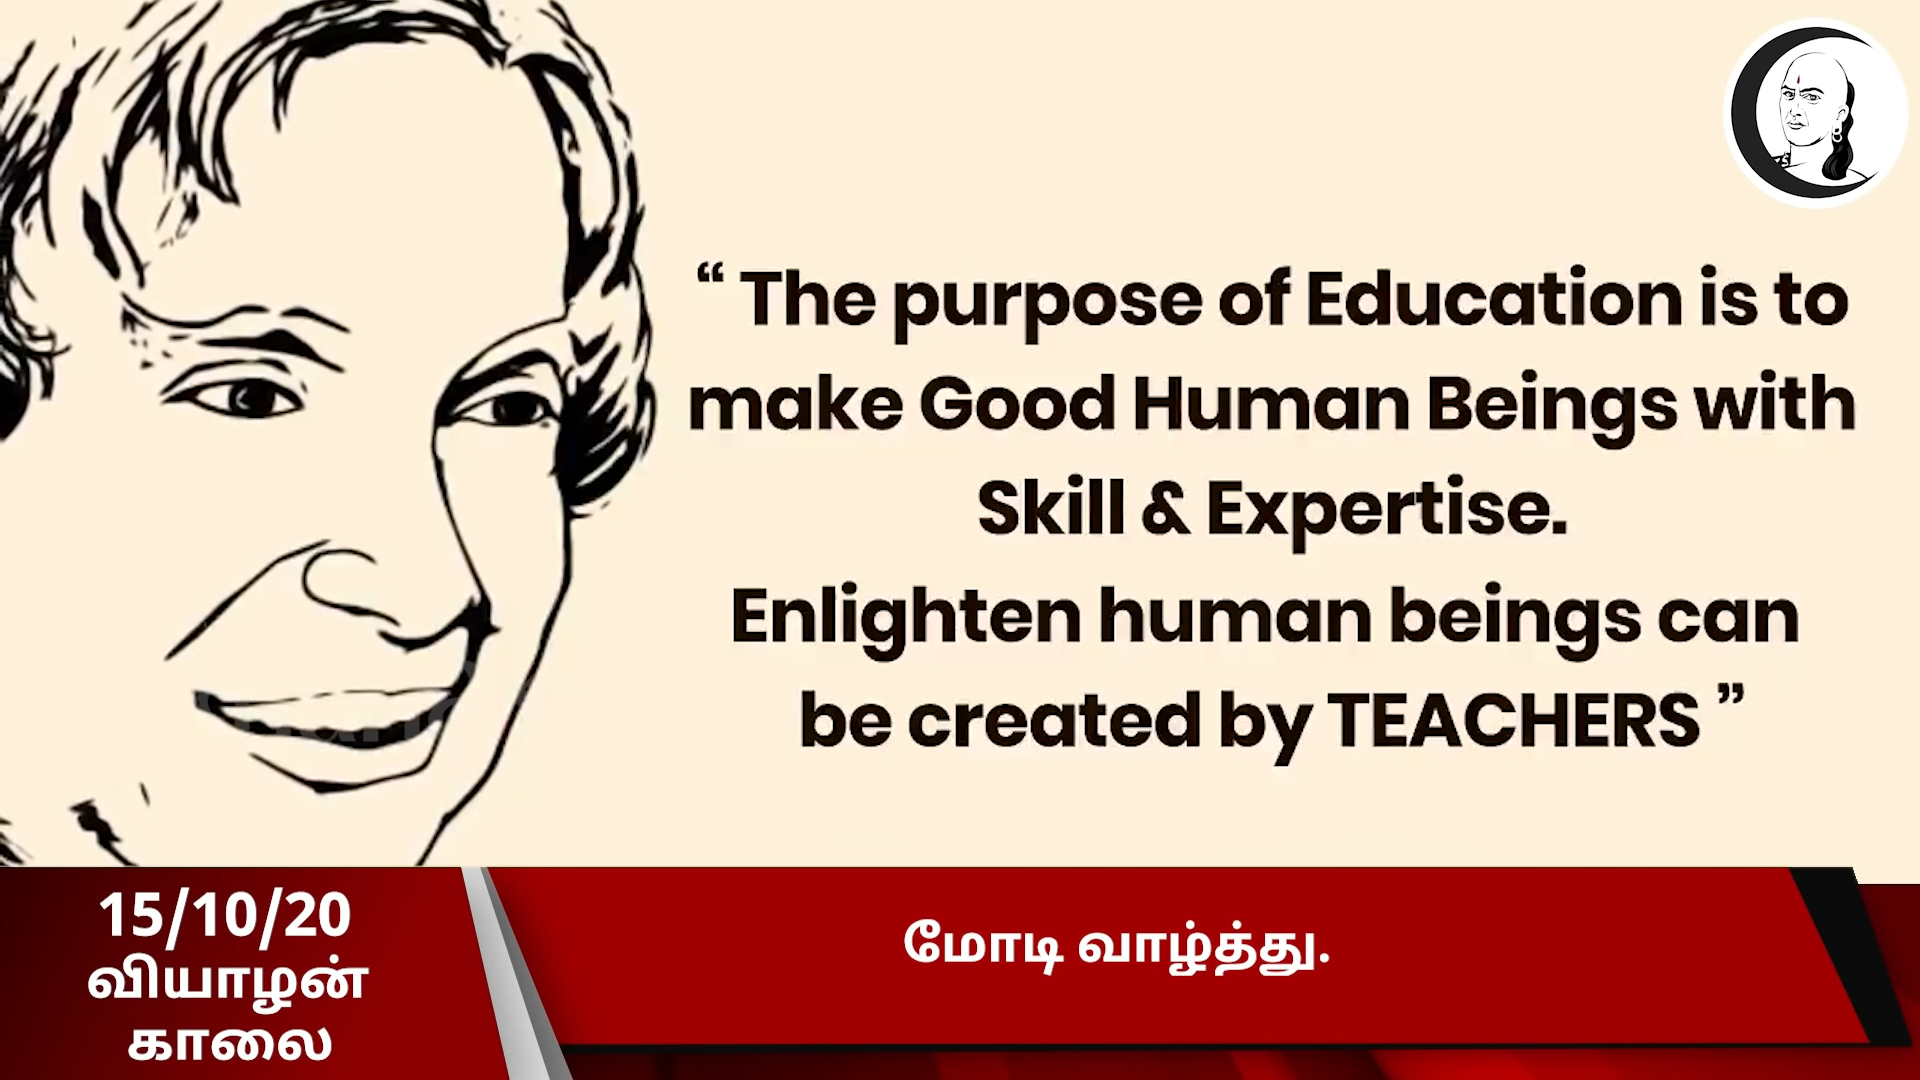 “ The purpose of Education is to
make Good Human Beings with
Skill & Expertise.
Enlighten human beings can
be created by TEACHERS ”
15/10/20
வியாழன்
காலை
மோடி வாழ்த்து.